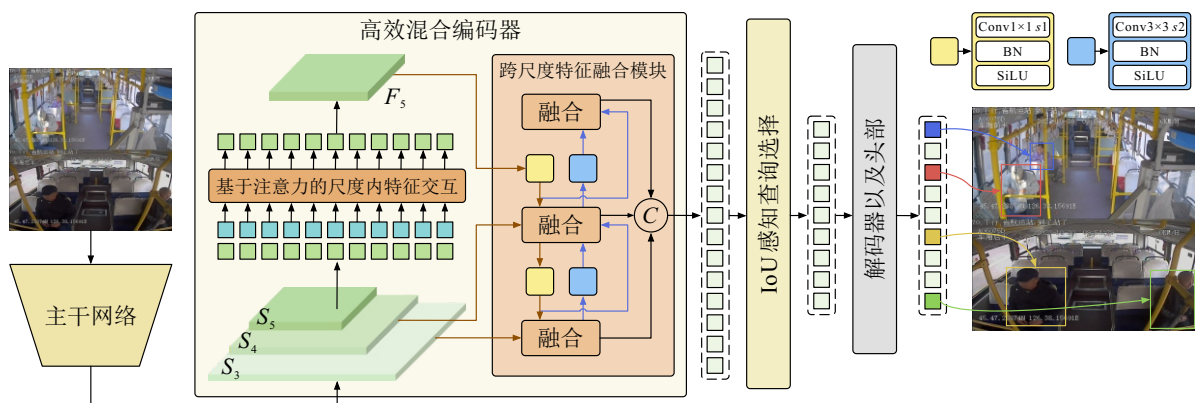 高效混合编码器
跨尺度特征融合模块
F5
融合
基于注意力的尺度内特征交互
融合
C
S5
S4
S3
融合
主干网络
IoU感知查询选择
解码器以及头部
Conv1×1 s1
BN
SiLU
Conv3×3 s2
BN
SiLU